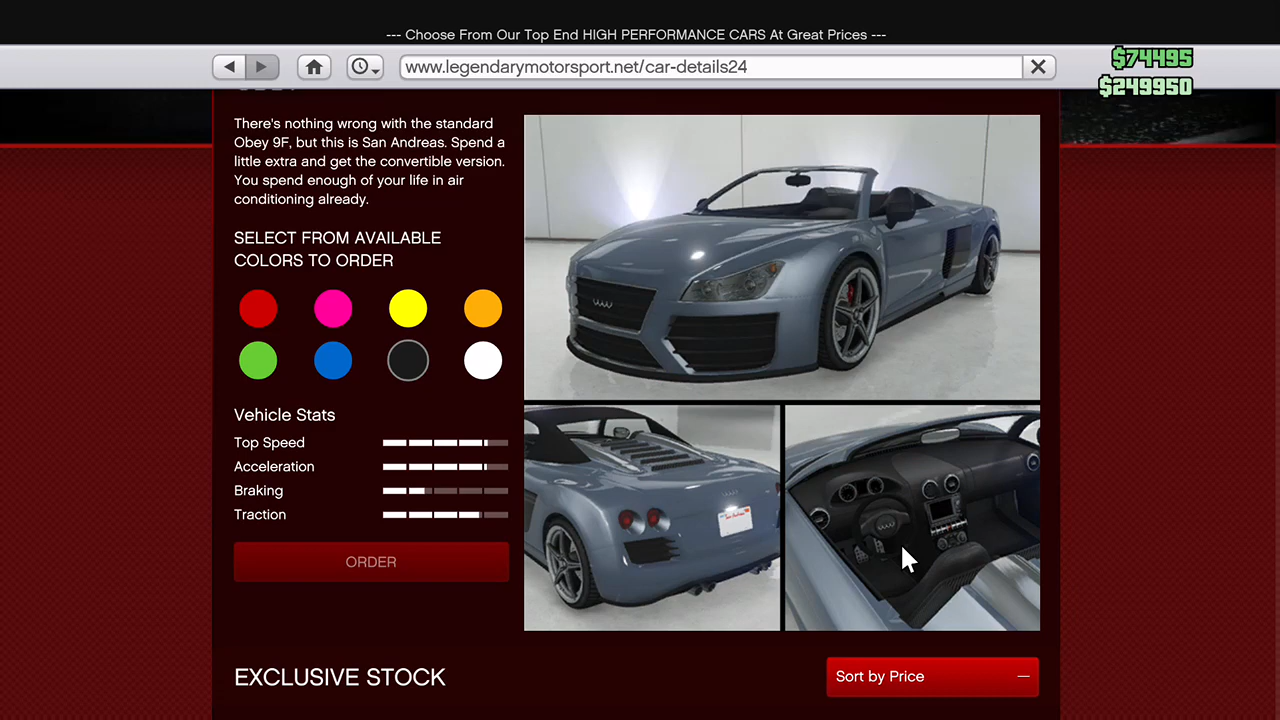 --- Choose From Our Top End HIGH PERFORMANCE CARS At Great Prices ---
www.legendarymotorsport.net/car-details24
$74495
$249950
There's nothing wrong with the standard
Obey 9F, but this is San Andreas. Spend a
little extra and get the convertible version.
You spend enough of your life in air
conditioning already.
SELECT FROM AVAILABLE
COLORS TO ORDER
Vehicle Stats
Top Speed
Acceleration
Braking
Traction
ORDER
EXCLUSIVE STOCK
Sort by Price